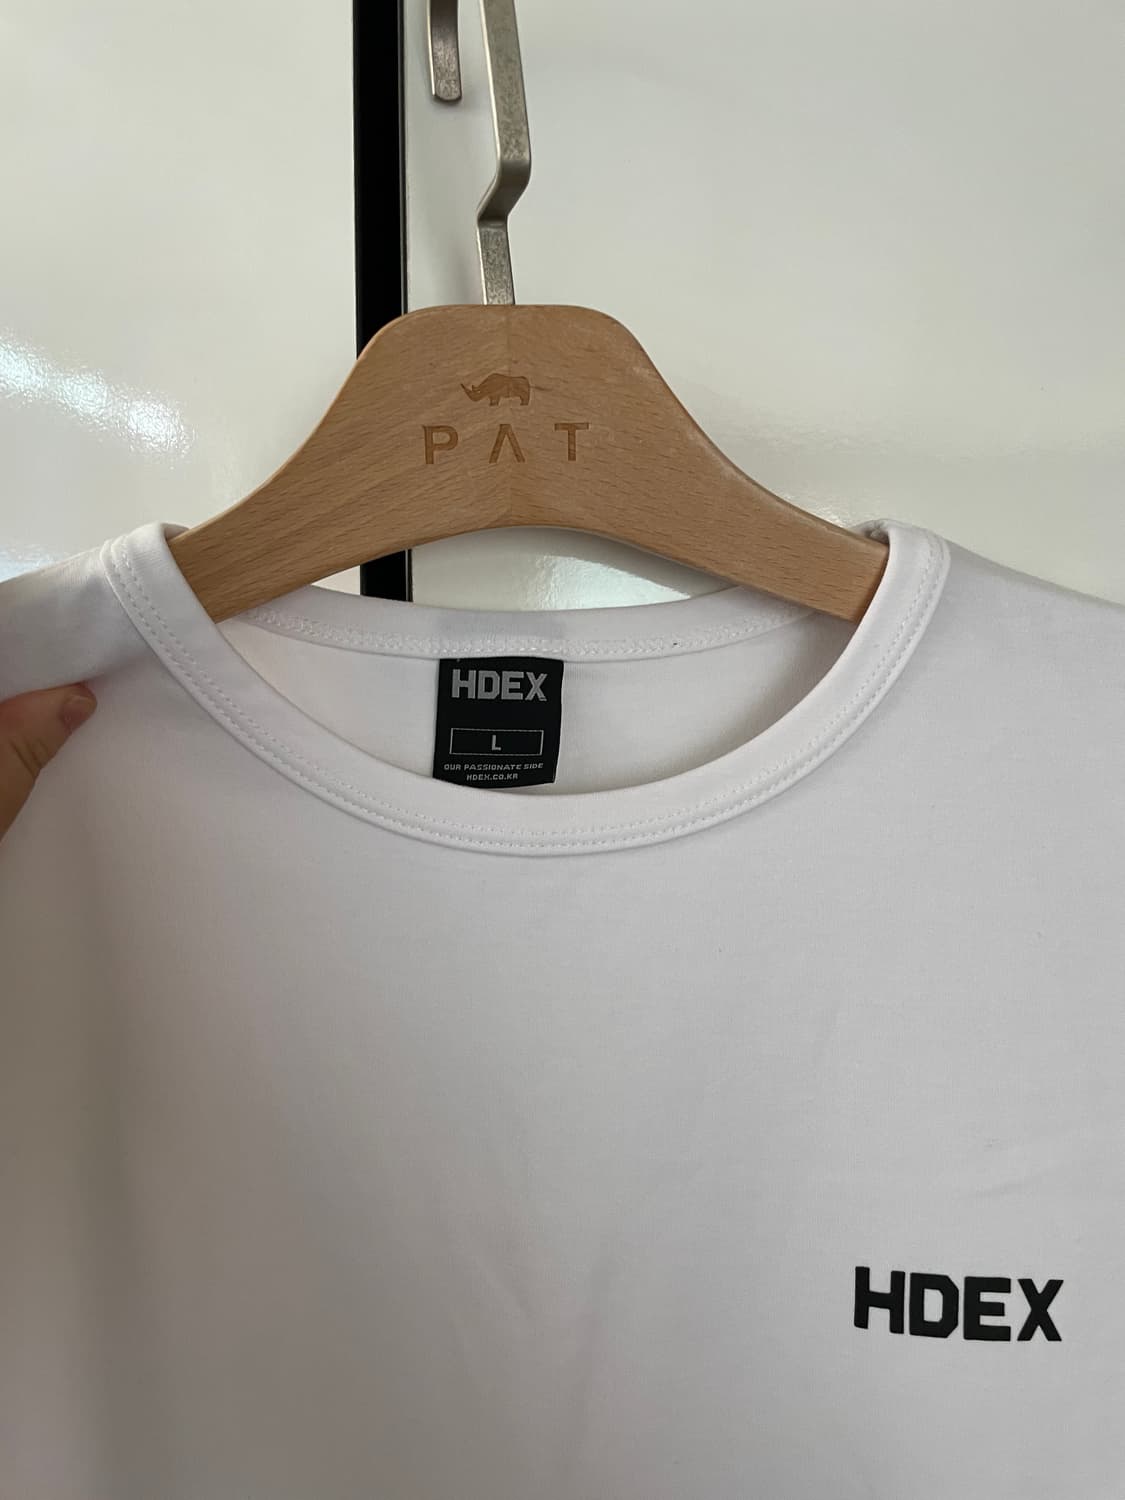 PΛT
HDEX
L
OUR PASSIONATE SIDE
HDEX.CO.KR
HDEX